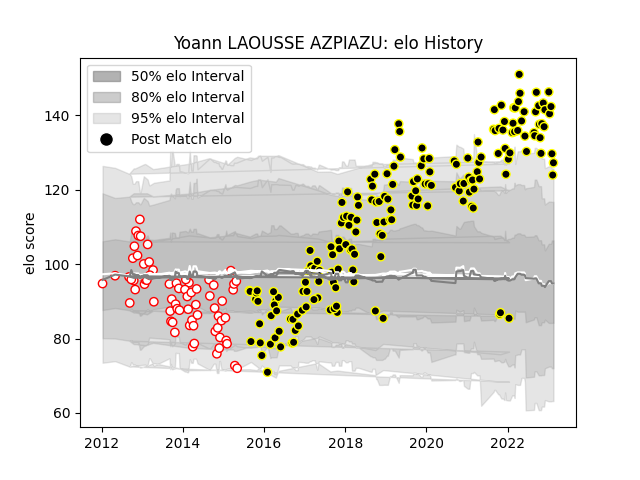 Yoann LAOUSSE AZPIAZU: elo History
50% elo Interval
80% elo Interval
95% elo Interval
Post Match elo
elo score
140
120
100
80
60
2012
2014
2016
2018
2020
2022